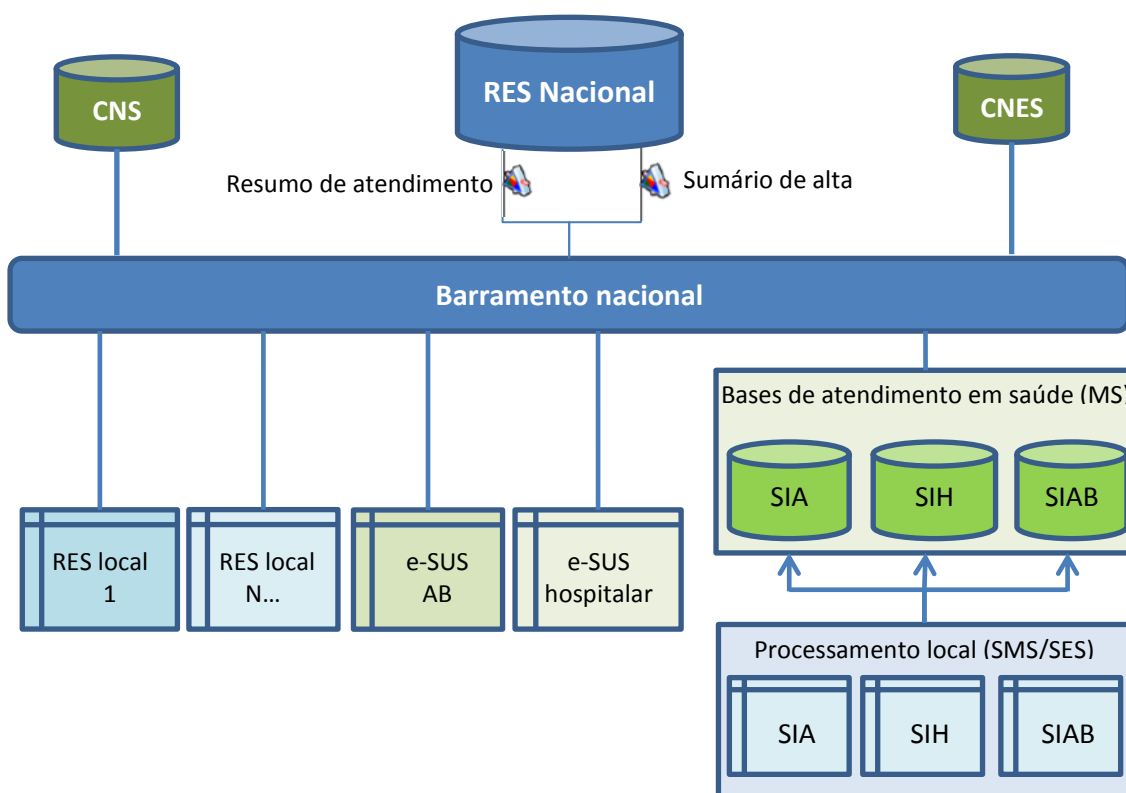 CNS
RES Nacional
CNES
Resumo de atendimento
Sumário de alta
Barramento nacional
Bases de atendimento em saúde (MS)
SIA
SIH
SIAB
RES local
1
RES local
N...
e-SUS
AB
e-SUS
hospitalar
Processamento local (SMS/SES)
SIA
SIH
SIAB